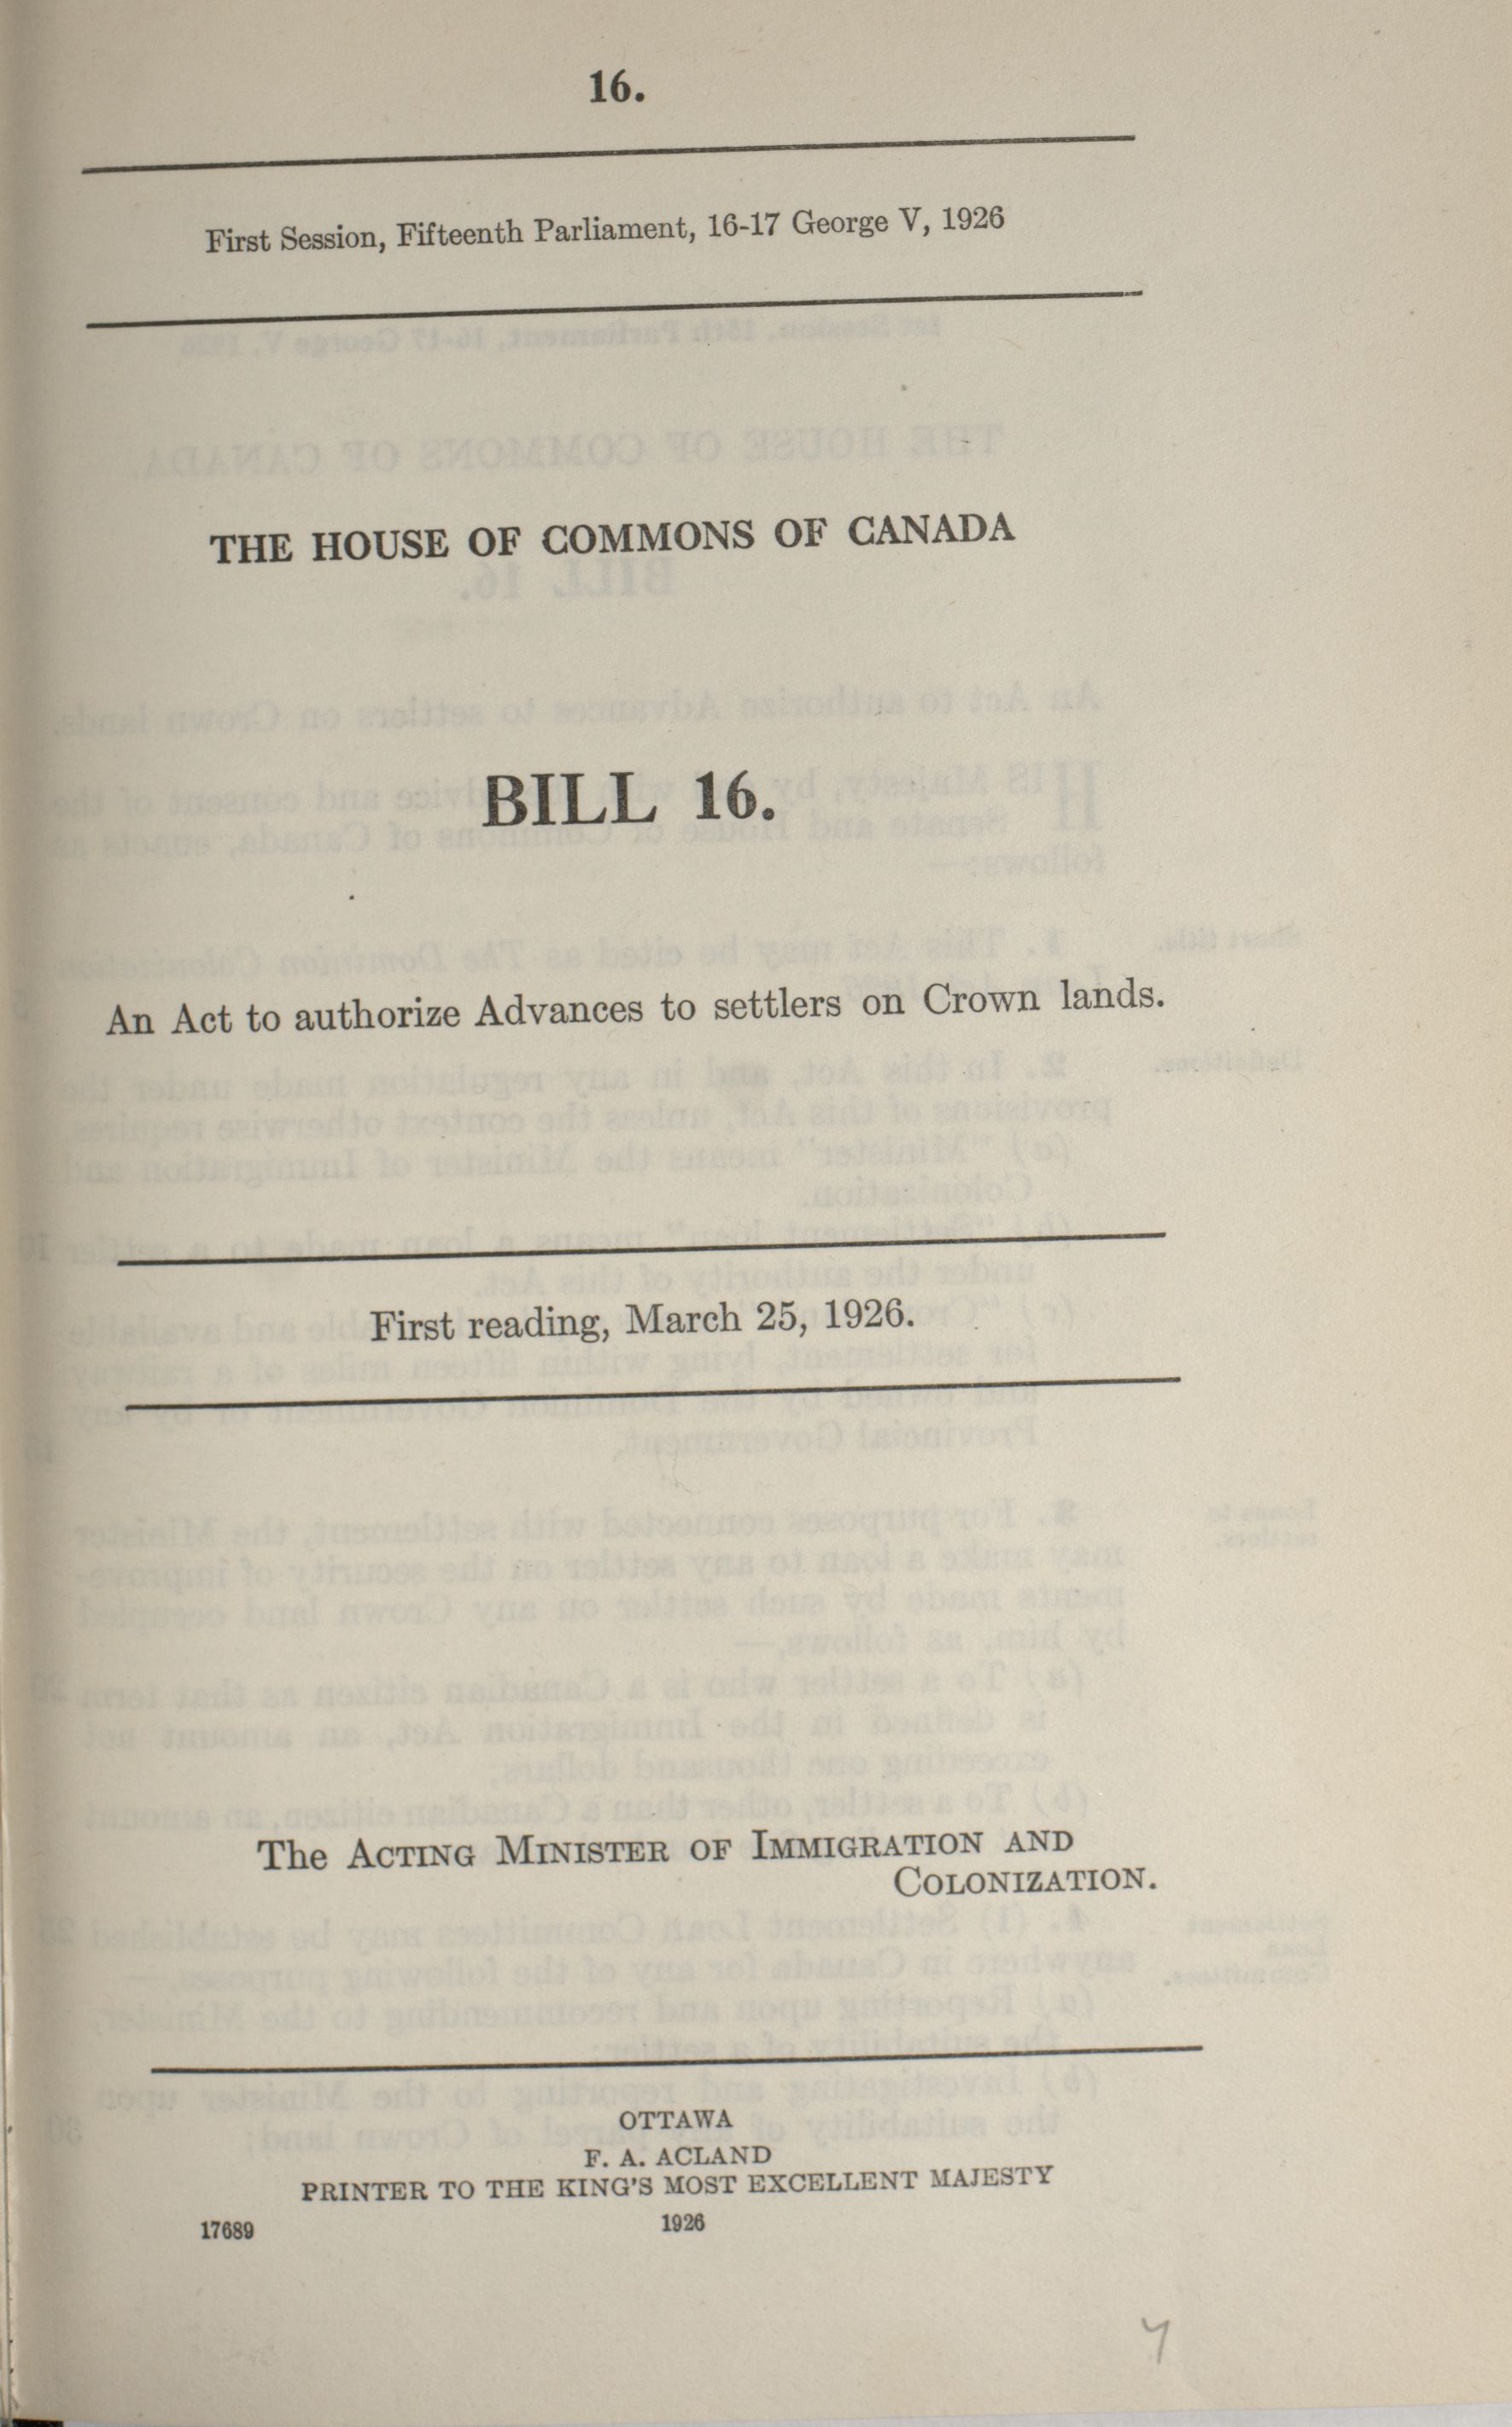 16.
First Session, Fifteenth Parliament, 16-17 George V, 1926
THE HOUSE OF COMMONS OF CANADA
BILL 16.
An Act to authorize Advances to settlers on Crown lands.
First reading, March 25, 1926.
The ACTING MINISTER OF IMMIGRATION AND
COLONIZATION.
OTTAWA
F. A. ACLAND
PRINTER TO THE KING'S MOST EXCELLENT MAJESTY
17689 1926